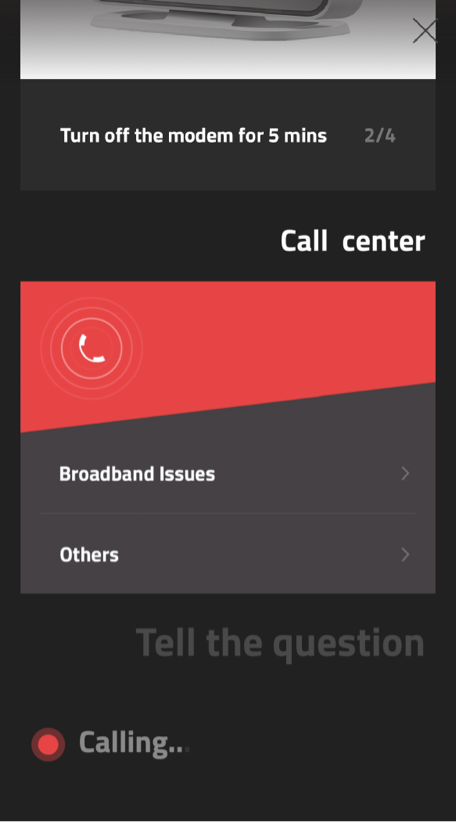 Turn off the modem for 5 mins 2/4
Call center
Broadband Issues
Others
Tell the question
Calling...